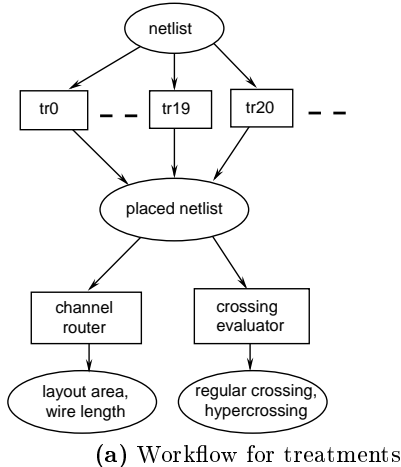 netlist
tr0
tr19
tr20
placed netlist
channel
router
crossing
evaluator
layout area,
wire length
regular crossing,
hypercrossing
(a) Workflow for treatments